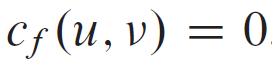 c_f(u, v) = 0.